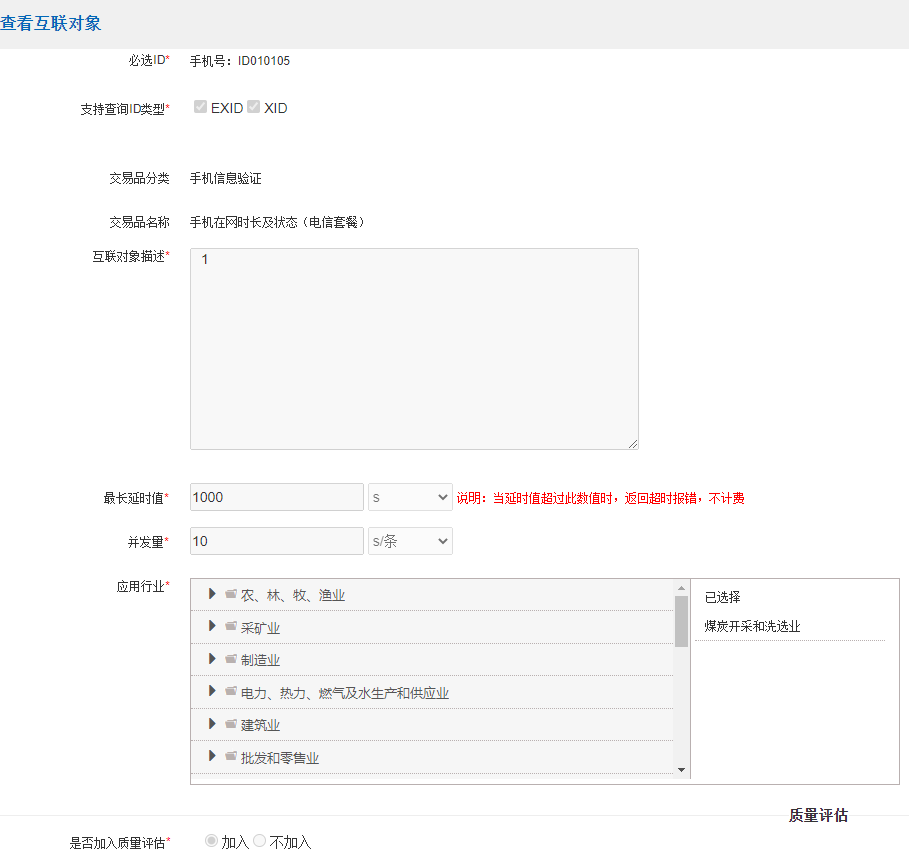 查看互联对象
必选ID* 手机号：ID010105
支持查询ID类型* EXID XID
交易品分类 手机信息验证
交易品名称 手机在网时长及状态（电信套餐）
互联对象描述* 1
最长延时值* 1000 s 说明：当延时值超过此数值时，返回超时报错，不计费
并发量* 10 s/条
应用行业* 农、林、牧、渔业 已选择
采矿业 煤炭开采和洗选业
制造业
电力、热力、燃气及水生产和供应业
建筑业
批发和零售业
质量评估
是否加入质量评估* 加入 不加入